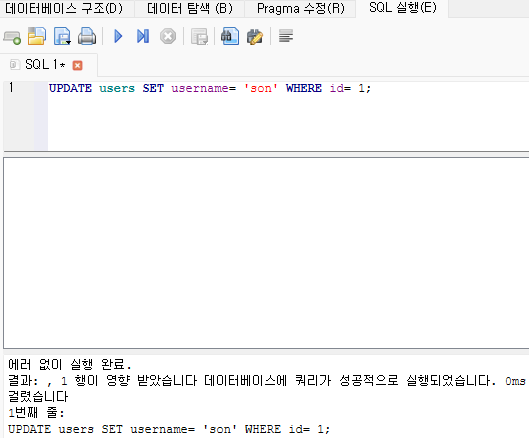 데이터베이스 구조(D) 데이터 탐색 (B) Pragma 수정(R) SQL 실행(E)
SQL 1*
1 UPDATE users SET username= 'son' WHERE id= 1;
에러 없이 실행 완료.
결과: , 1 행이 영향 받았습니다 데이터베이스에 쿼리가 성공적으로 실행되었습니다. 0ms
걸렸습니다
1번째 줄:
UPDATE users SET username= 'son' WHERE id= 1;